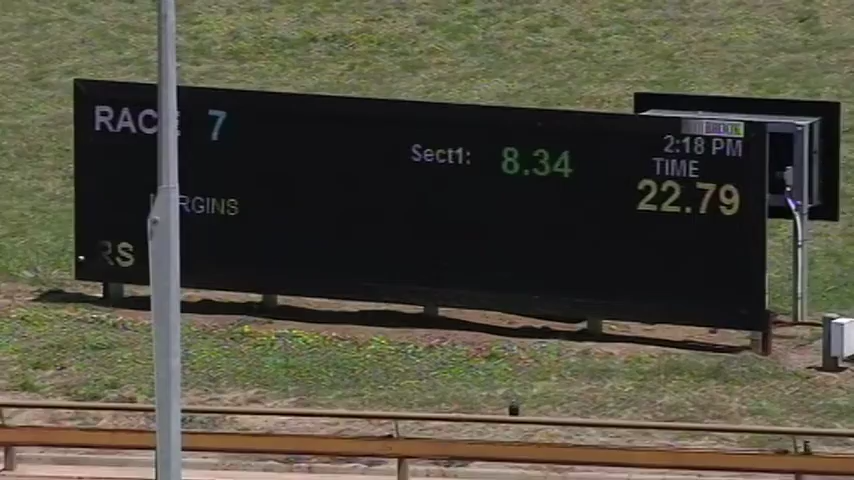 RACE 7
2:18 PM
Sect1: 8.34
TIME
22.79
MARGINS
RS